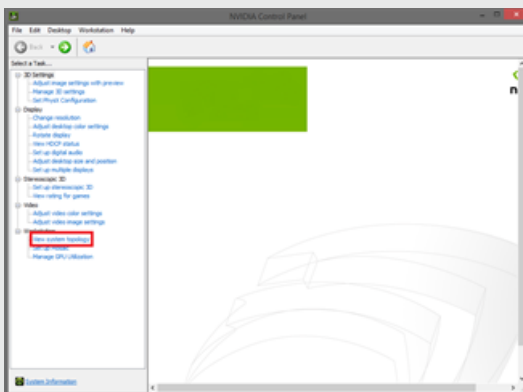 NVIDIA Control Panel
File Edit Desktop Workstation Help
Back
Select a Task...
3D Settings
Adjust image settings with preview
Manage 3D settings
Set PhysX Configuration
Display
Change resolution
Adjust desktop color settings
Rotate display
View HDCP status
Set up digital audio
Adjust desktop size and position
Set up multiple displays
Stereoscopic 3D
Set up stereoscopic 3D
View rating for games
Video
Adjust video color settings
Adjust video image settings
Workstation
View system topology
Set up Mosaic
Manage GPU Utilization
System Information
n